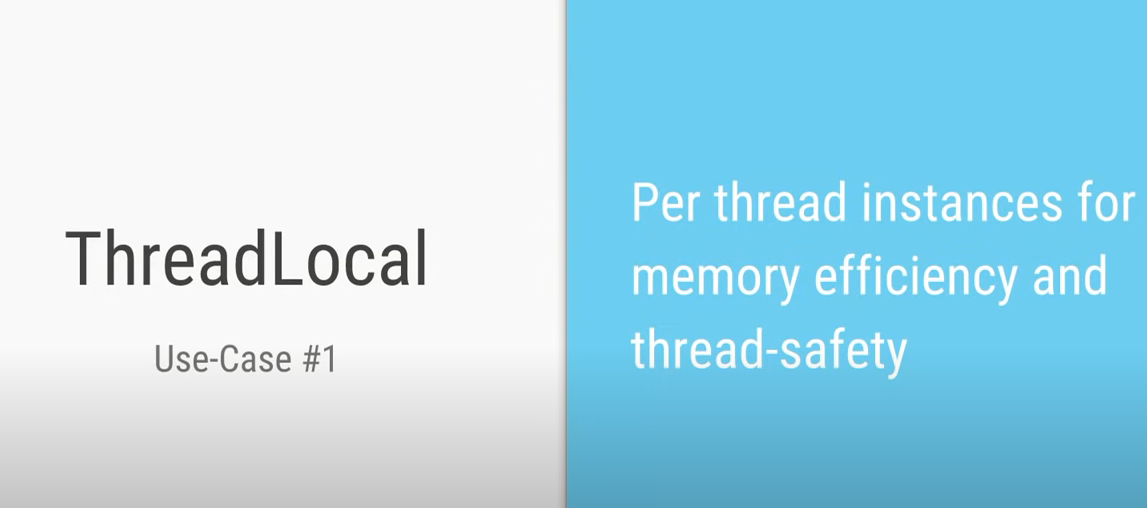 ThreadLocal
Use-Case #1
Per thread instances for
memory efficiency and
thread-safety